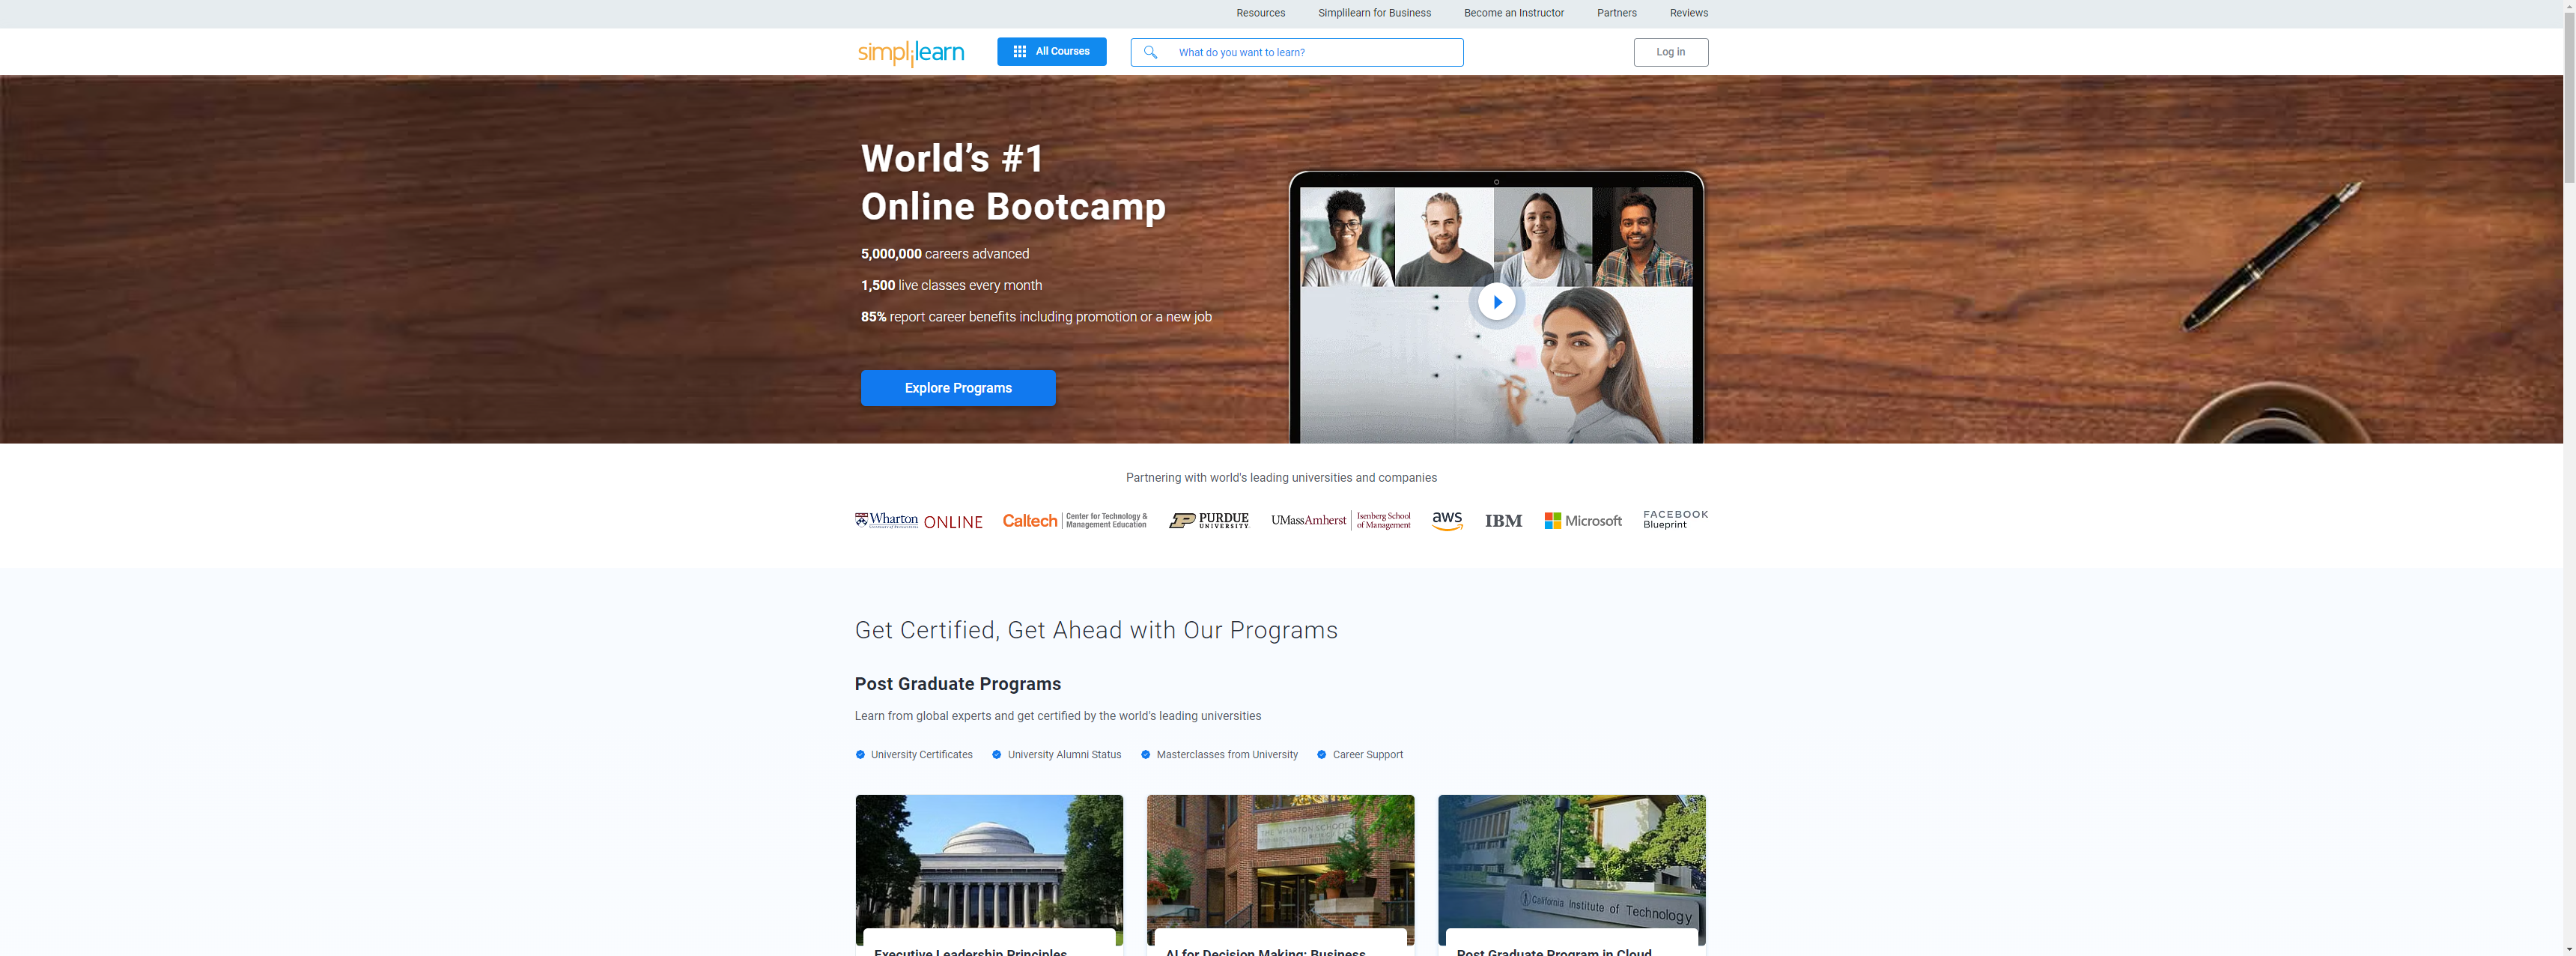 Resources Simplilearn for Business Become an Instructor Partners Reviews
simplilearn All Courses What do you want to learn? Log in
World's #1
Online Bootcamp
5,000,000 careers advanced
1,500 live classes every month
85% report career benefits including promotion or a new job
Explore Programs
Partnering with world's leading universities and companies
Wharton ONLINE
Caltech Center for Technology &
Management Education
PURDUE
UNIVERSITY
UMassAmherst Isenberg School
of Management
aws
IBM
Microsoft
FACEBOOK
Blueprint
Get Certified, Get Ahead with Our Programs
Post Graduate Programs
Learn from global experts and get certified by the world's leading universities
University Certificates University Alumni Status Masterclasses from University Career Support
THE WHARTON SCHOOL
California Institute of Technology
Executive Leadership Principles
AI for Decision Making: Business
Post Graduate Program in Cloud